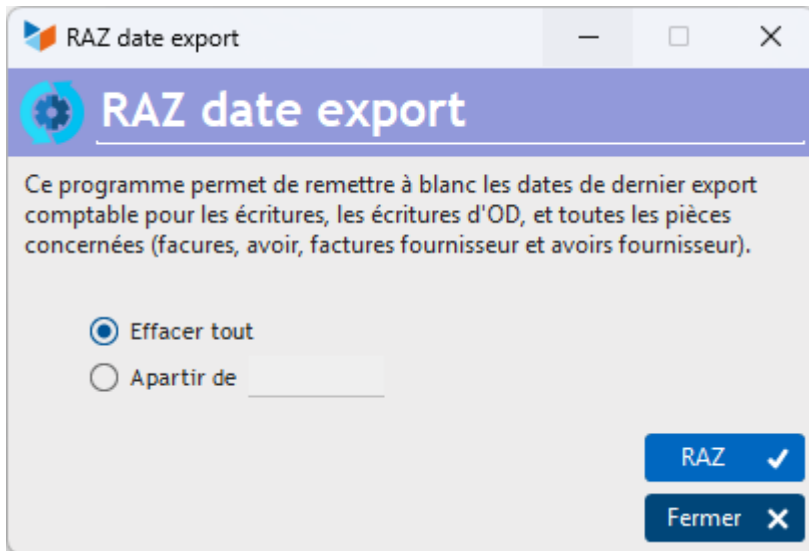 RAZ date export
RAZ date export
Ce programme permet de remettre à blanc les dates de dernier export
comptable pour les écritures, les écritures d'OD, et toutes les pièces
concernées (facures, avoir, factures fournisseur et avoirs fournisseur).
Effacer tout
Apartir de
RAZ
Fermer